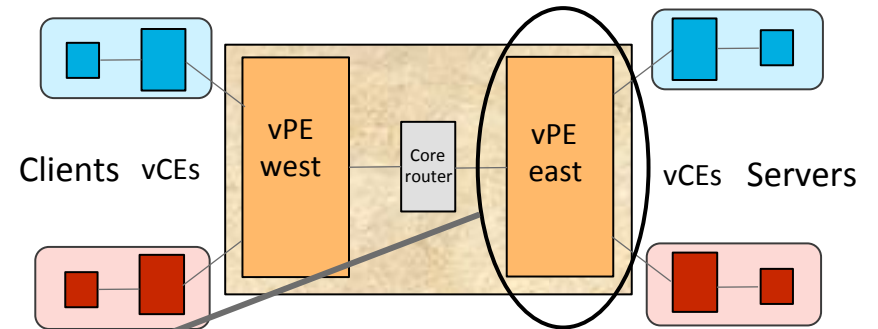 Clients
vCEs
vPE
west
Core
router
vPE
east
vCEs
Servers